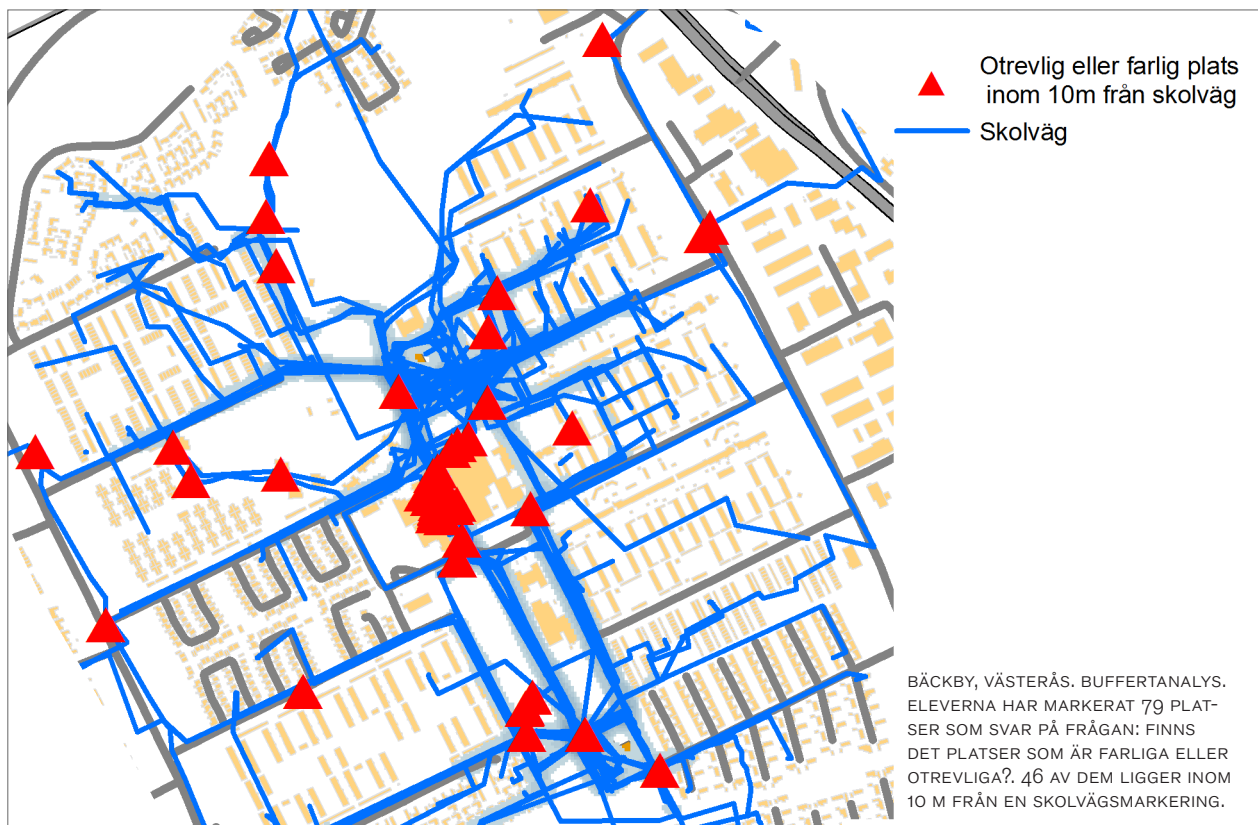 Otrevlig eller farlig plats
inom 10m från skolväg
Skolväg
BÄCKBY, VÄSTERÅS. BUFFERTANALYS.
ELEVERNA HAR MARKERAT 79 PLAT-
SER SOM SVAR PÅ FRÅGAN: FINNS
DET PLATSER SOM ÄR FARLIGA ELLER
OTREVLIGA?. 46 AV DEM LIGGER INOM
10 M FRÅN EN SKOLVÄGSMARKERING.